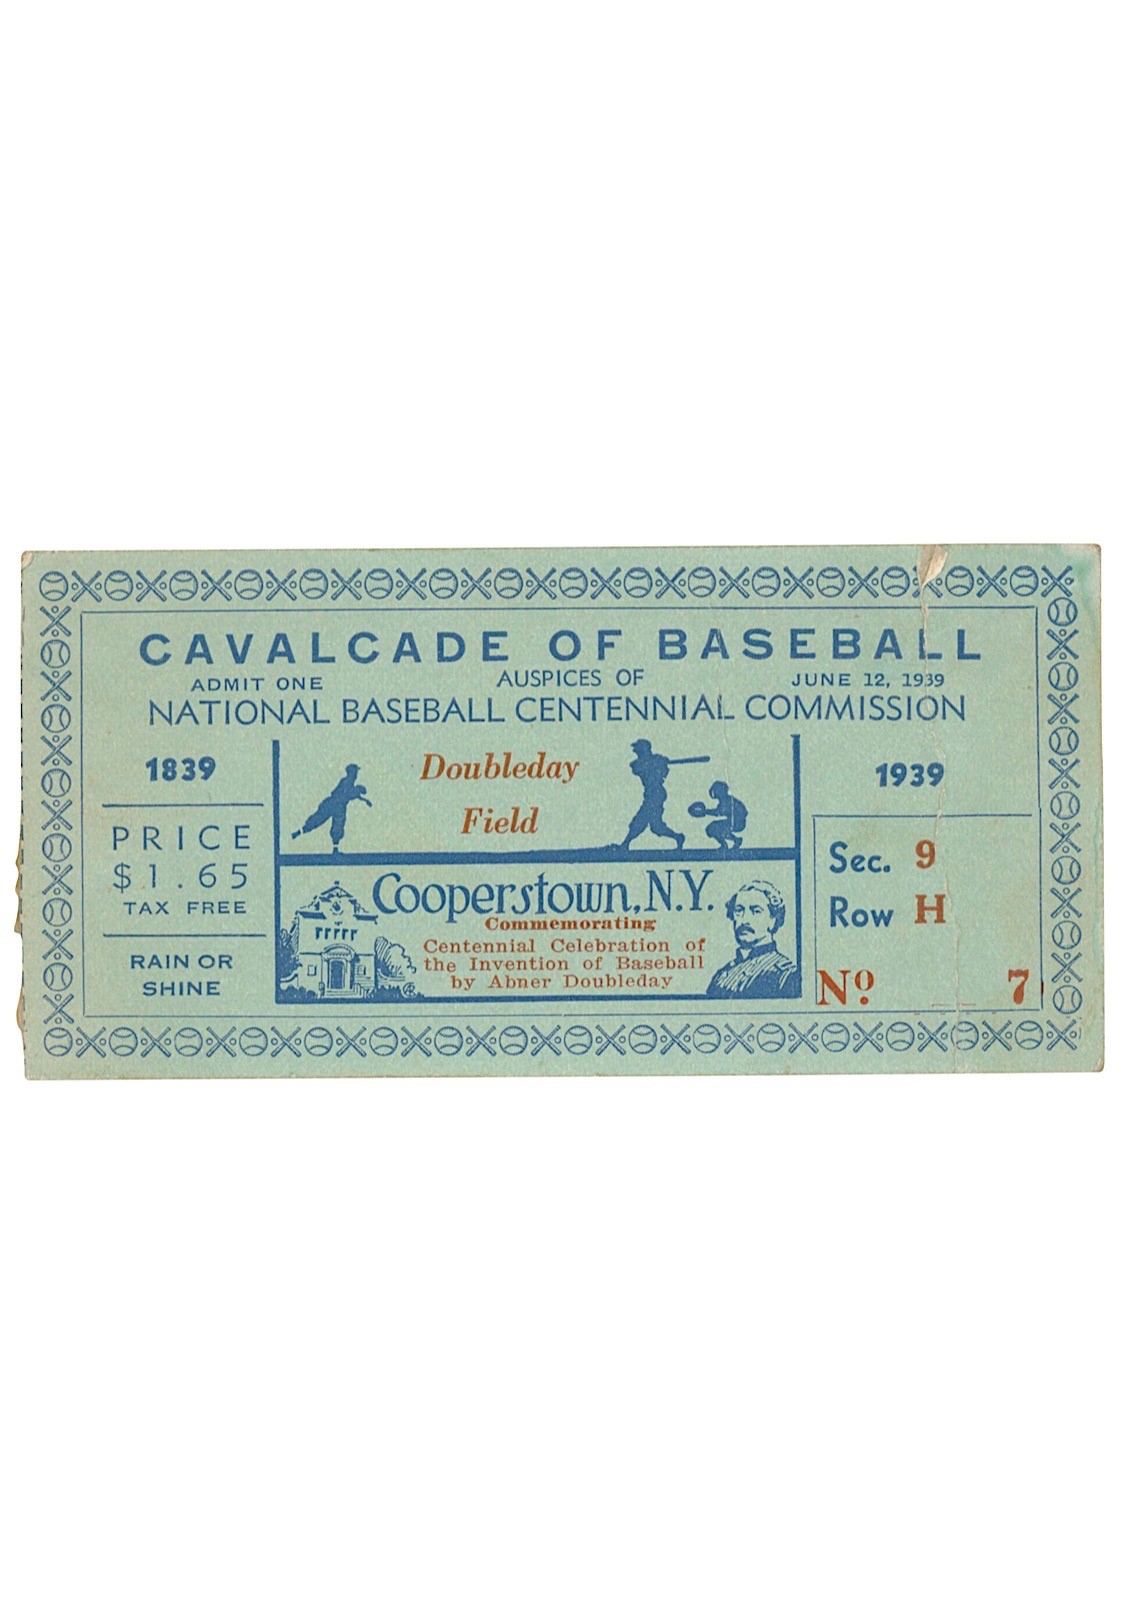 CAVALCADE OF BASEBALL
ADMIT ONE AUSPICES OF JUNE 12, 1939
NATIONAL BASEBALL CENTENNIAL COMMISSION
1839
PRICE
$1.65
TAX FREE
RAIN OR
SHINE
Doubleday
Field
Cooperstown, N.Y.
Commemorating
Centennial Celebration of
the Invention of Baseball
by Abner Doubleday
1939
Sec. 9
Row H
Nº 7